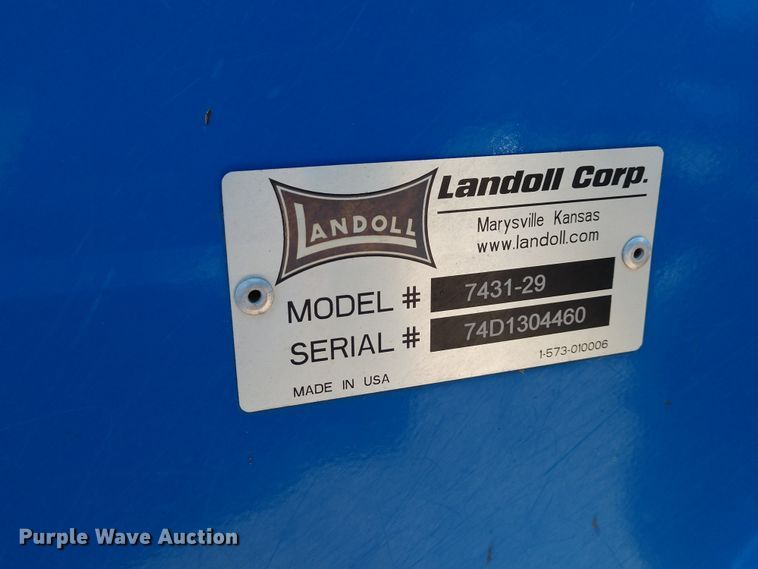 LANDOLL
Landoll Corp.
Marysville Kansas
www.landoll.com
MODEL # 7431-29
SERIAL # 74D1304460
1-573-010006
MADE IN USA
Purple Wave Auction